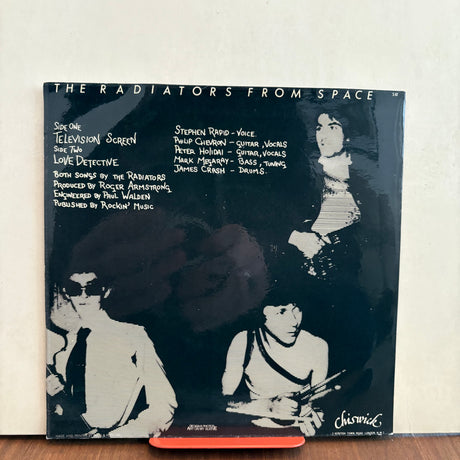 THE RADIATORS FROM SPACE
SIDE ONE
TELEVISION SCREEN
SIDE TWO
LOVE DETECTIVE
BOTH SONGS BY THE RADIATORS
PRODUCED BY ROGER ARMSTRONG
ENGINEERED BY PAUL WALDEN
PUBLISHED BY ROCKIN' MUSIC
STEPHEN RAPID - VOICE.
PHILIP CHEVRON - GUITAR, VOCALS
PETER HOLIDAI - GUITAR, VOCALS
MARK MEGARAY - BASS, TUNING
JAMES CRASH - DRUMS.
Chiswick